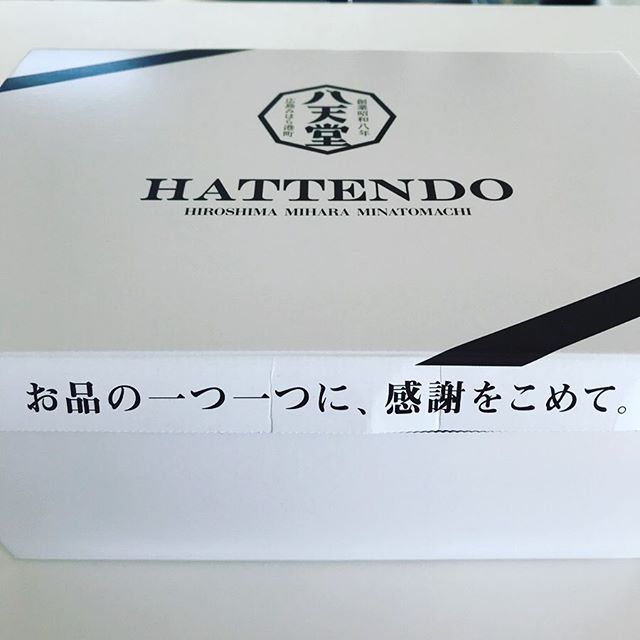 創業昭和八年
八天堂
広島みはら港町
HATTENDO
HIROSHIMA MIHARA MINATOMACHI
お品の一つ一つに、感謝をこめて。